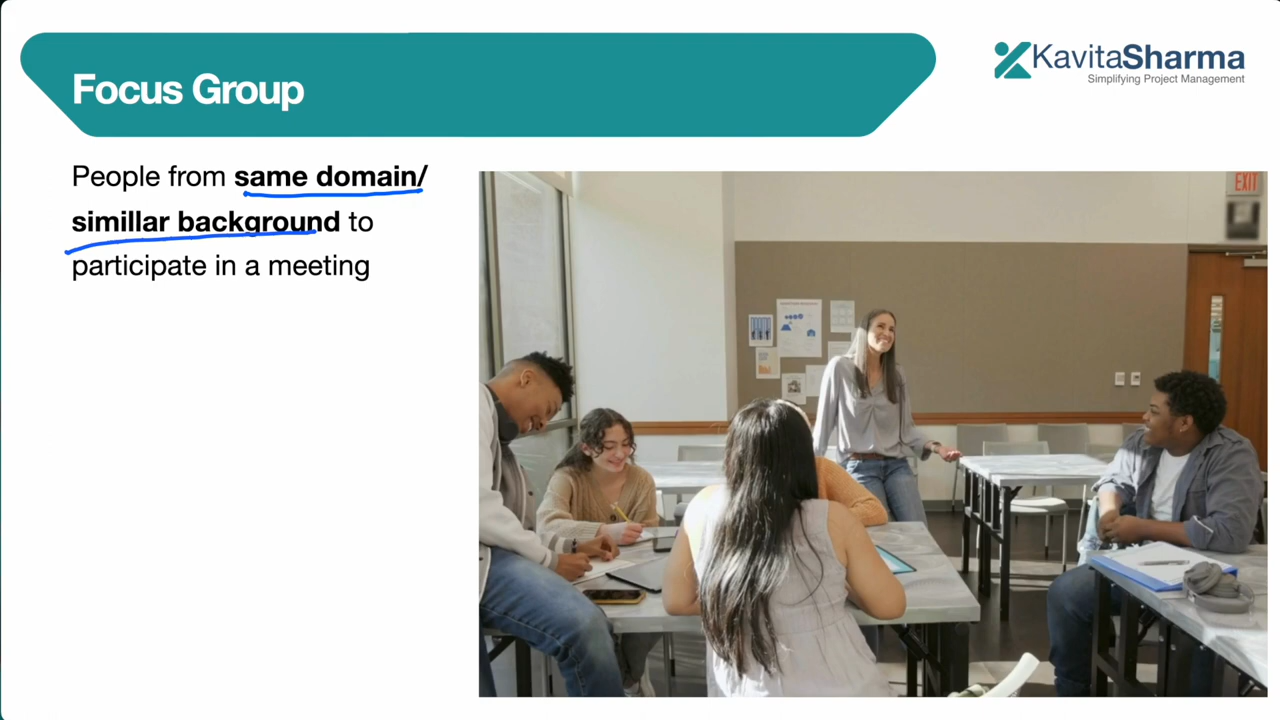 Focus Group
KavitaSharma
Simplifying Project Management
People from same domain/
simillar background to
participate in a meeting
EXIT